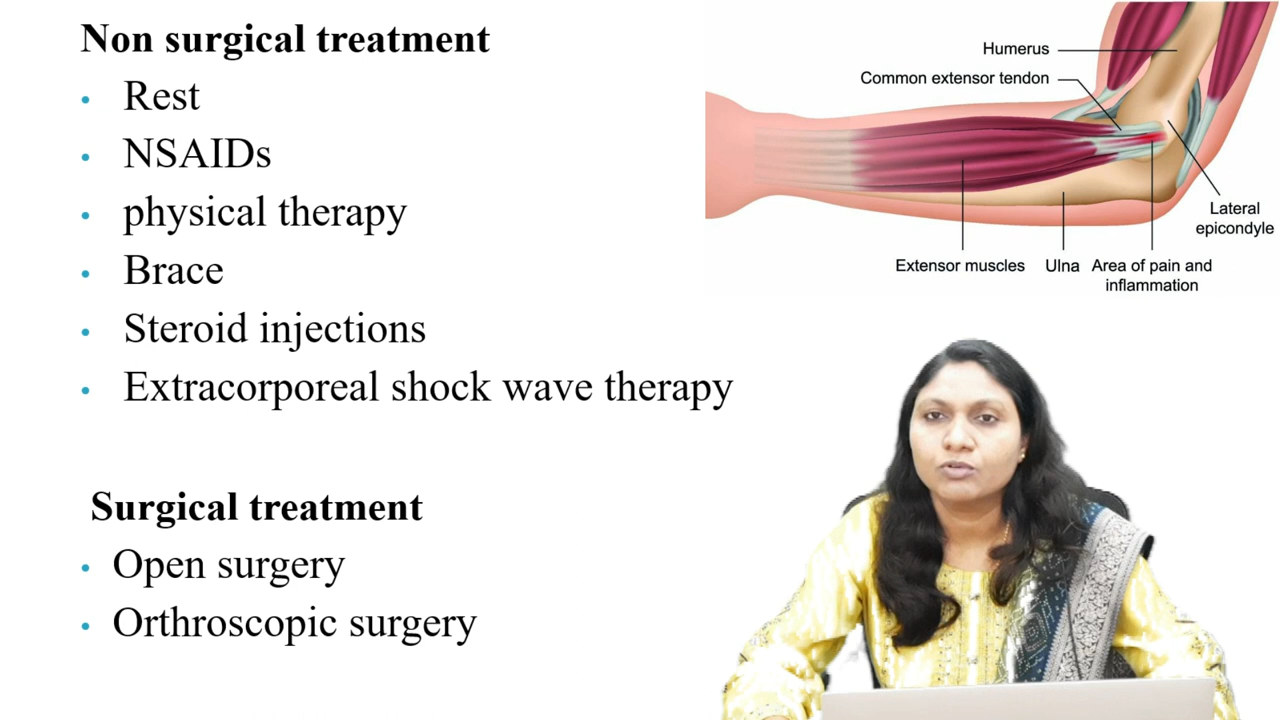 Non surgical treatment
• Rest
• NSAIDs
• physical therapy
• Brace
• Steroid injections
• Extracorporeal shock wave therapy
Surgical treatment
• Open surgery
• Orthroscopic surgery
Humerus
Common extensor tendon
Lateral
epicondyle
Extensor muscles
Ulna
Area of pain and
inflammation